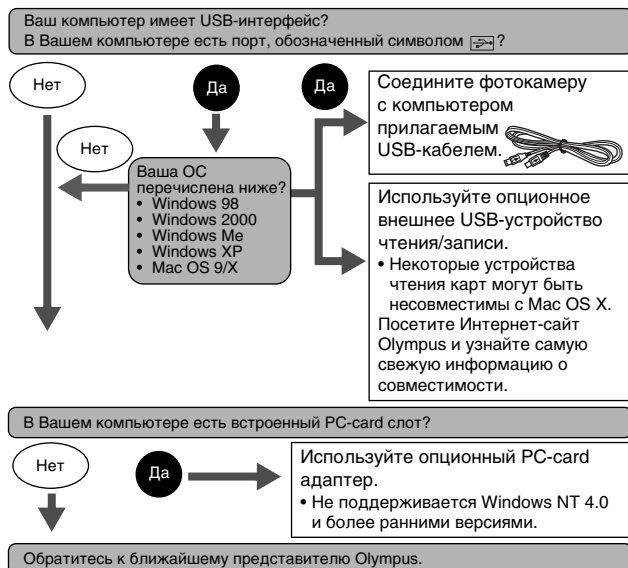 Ваш компьютер имеет USB-интерфейс?
В Вашем компьютере есть порт, обозначенный символом ?
Нет
Да
Да
Соедините фотокамеру
с компьютером
прилагаемым
USB-кабелем.
Нет
Ваша ОС
перечислена ниже?
• Windows 98
• Windows 2000
• Windows Me
• Windows XP
• Mac OS 9/X
Используйте опционное
внешнее USB-устройство
чтения/записи.
• Некоторые устройства
чтения карт могут быть
несовместимы с Mac OS X.
Посетите Интернет-сайт
Olympus и узнайте самую
свежую информацию о
совместимости.
В Вашем компьютере есть встроенный PC-card слот?
Нет
Да
Используйте опционный PC-card
адаптер.
• Не поддерживается Windows NT 4.0
и более ранними версиями.
Обратитесь к ближайшему представителю Olympus.